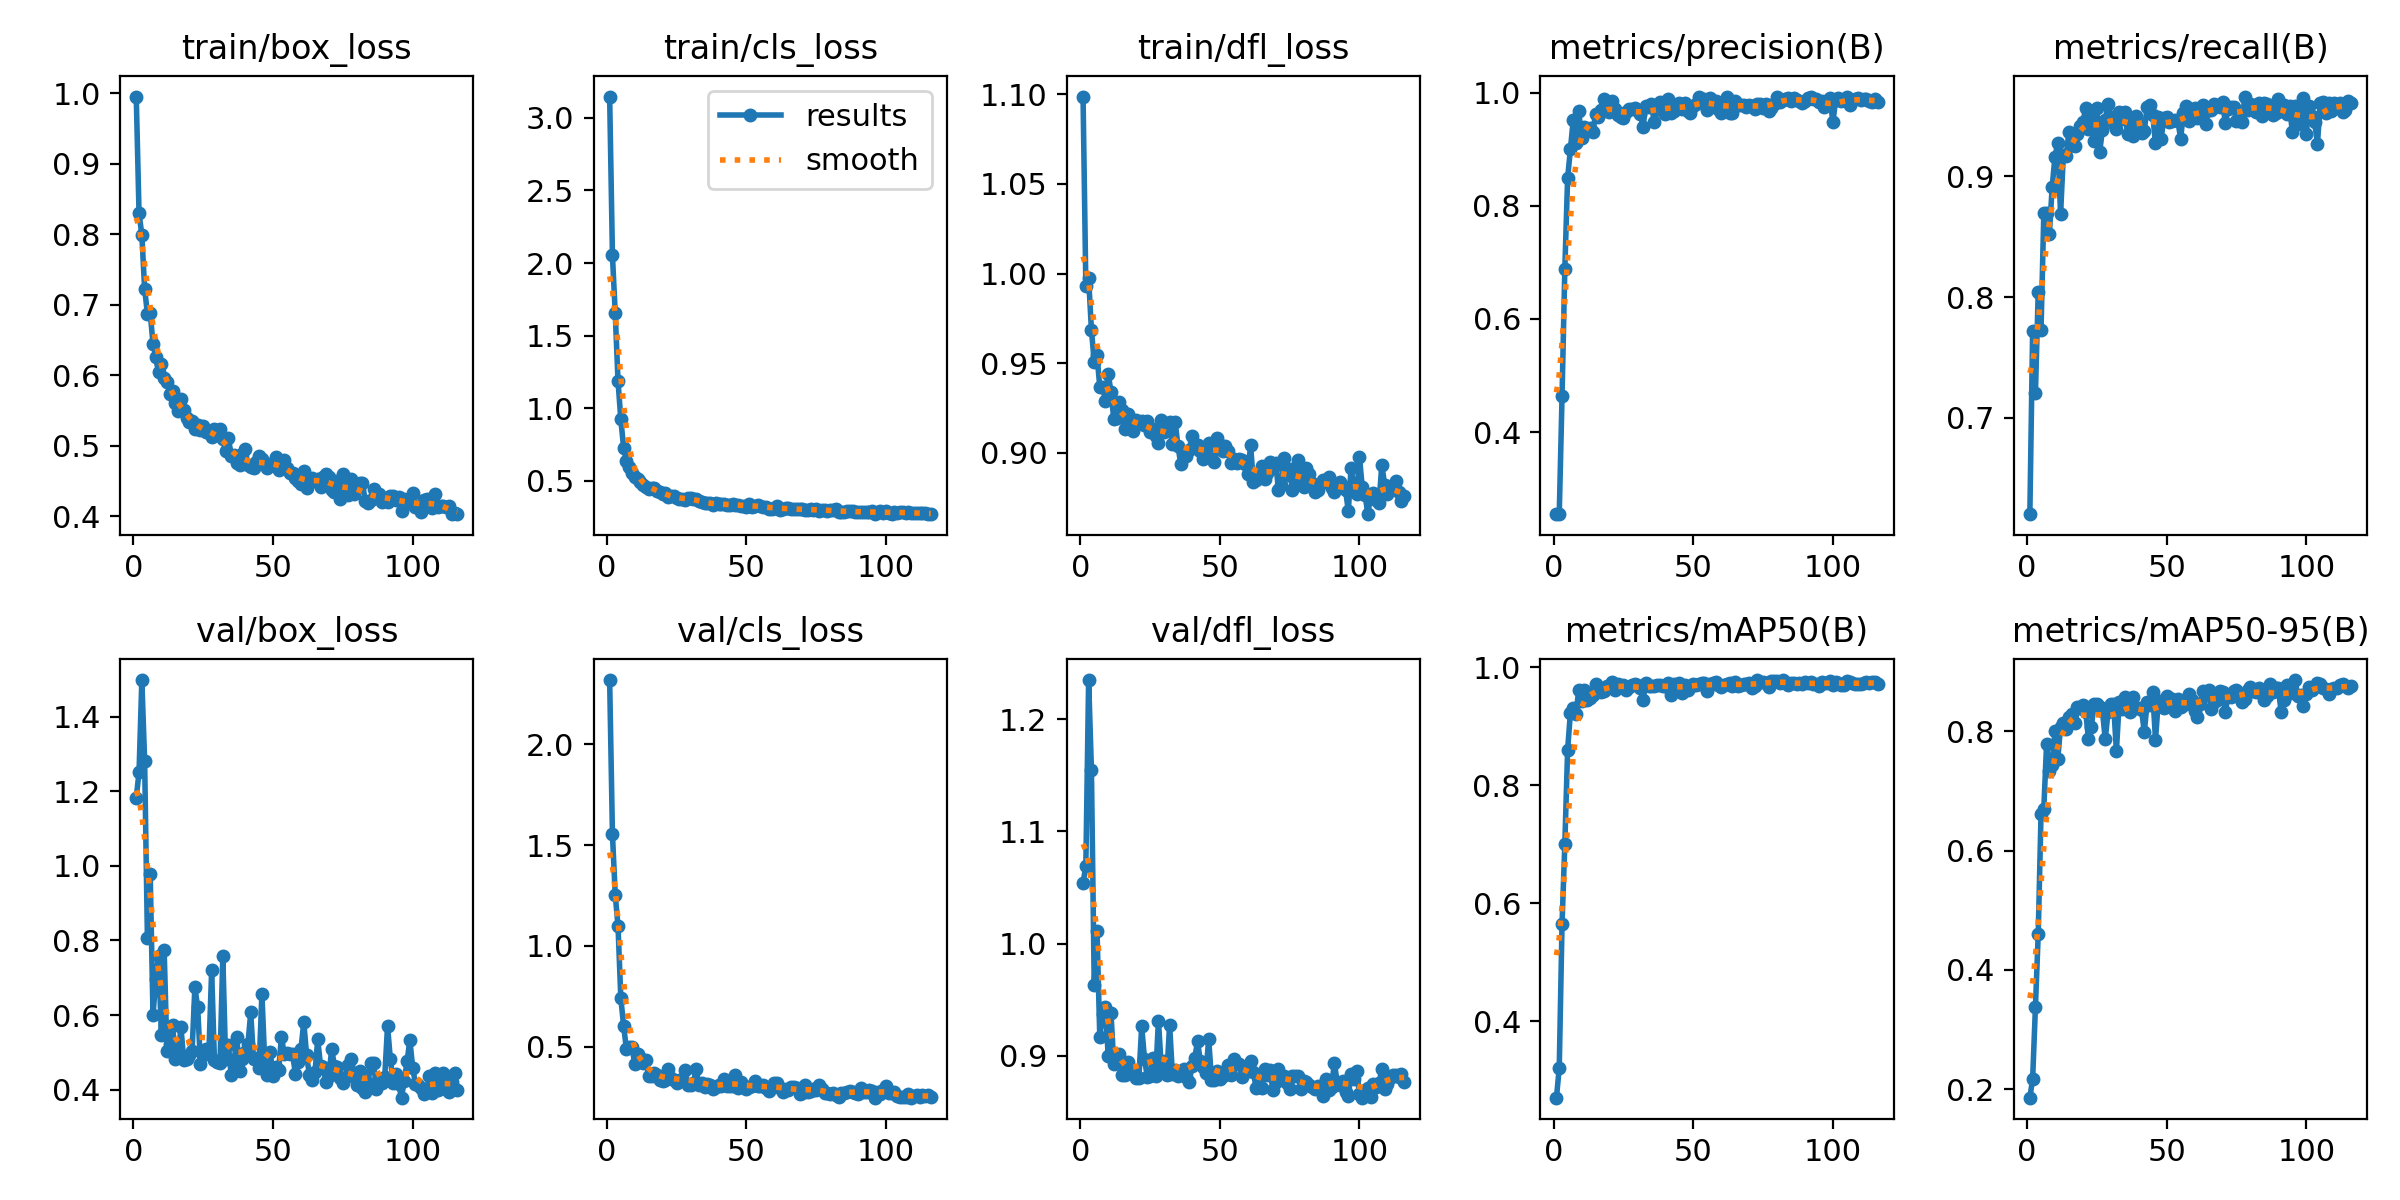 train/box_loss
1.0
0.9
0.8
0.7
0.6
0.5
0.4
0 50 100
train/cls_loss
results
smooth
3.0
2.5
2.0
1.5
1.0
0.5
0 50 100
train/dfl_loss
1.10
1.05
1.00
0.95
0.90
0 50 100
metrics/precision(B)
1.0
0.8
0.6
0.4
0 50 100
metrics/recall(B)
0.9
0.8
0.7
0 50 100
val/box_loss
1.4
1.2
1.0
0.8
0.6
0.4
0 50 100
val/cls_loss
2.0
1.5
1.0
0.5
0 50 100
val/dfl_loss
1.2
1.1
1.0
0.9
0 50 100
metrics/mAP50(B)
1.0
0.8
0.6
0.4
0 50 100
metrics/mAP50-95(B)
0.8
0.6
0.4
0.2
0 50 100